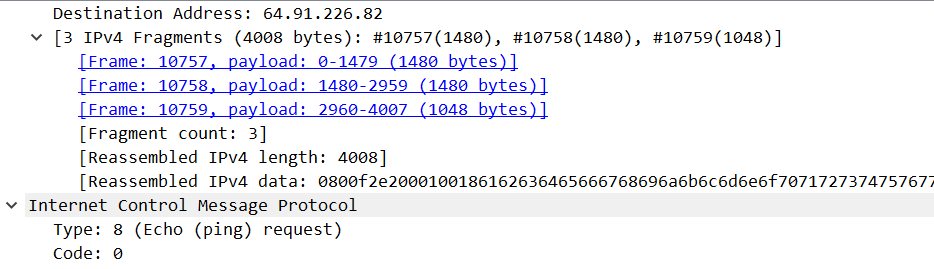 Destination Address: 64.91.226.82
[3 IPv4 Fragments (4008 bytes): #10757(1480), #10758(1480), #10759(1048)]
[Frame: 10757, payload: 0-1479 (1480 bytes)]
[Frame: 10758, payload: 1480-2959 (1480 bytes)]
[Frame: 10759, payload: 2960-4007 (1048 bytes)]
[Fragment count: 3]
[Reassembled IPv4 length: 4008]
[Reassembled IPv4 data: 0800f2e2000100186162636465666768696a6b6c6d6e6f7071727374757677
Internet Control Message Protocol
Type: 8 (Echo (ping) request)
Code: 0